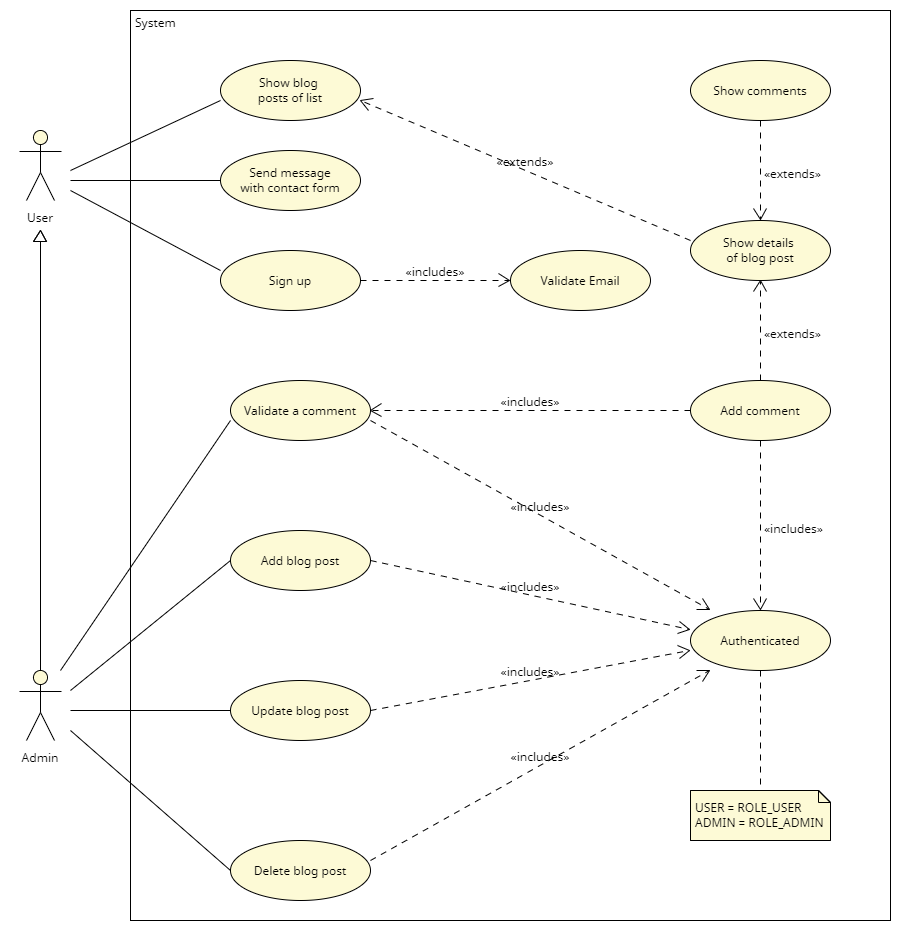 System
Show blog
posts of list
Show comments
«extends»
«extends»
Send message
with contact form
User
Show details
of blog post
Sign up
«includes»
Validate Email
«extends»
Validate a comment
«includes»
Add comment
«includes»
«includes»
Add blog post
«includes»
Authenticated
«includes»
Update blog post
Admin
«includes»
USER = ROLE_USER
ADMIN = ROLE_ADMIN
Delete blog post